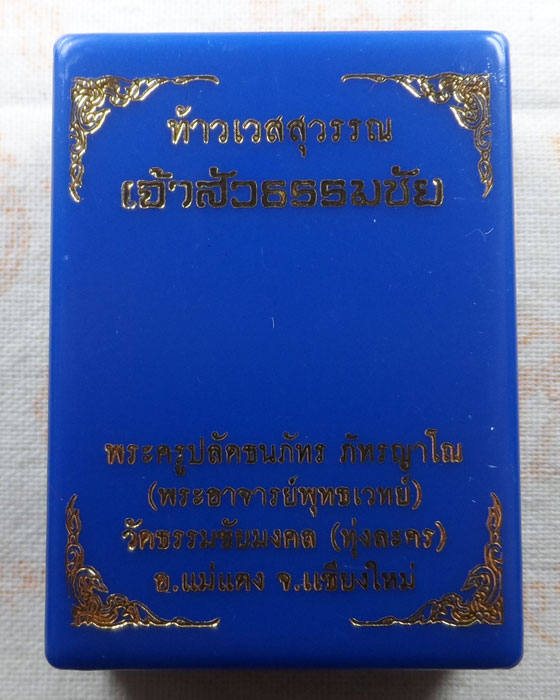 ท้าวเวสสุวรรณ
เจ้าสัวธรรมชัย
พระครูปลัดธนภัทร ภัทรญาโณ
(พระอาจารย์พุทธเวทย์)
วัดธรรมชัยมงคล (ทุ่งละคร)
อ.แม่แตง จ.เชียงใหม่